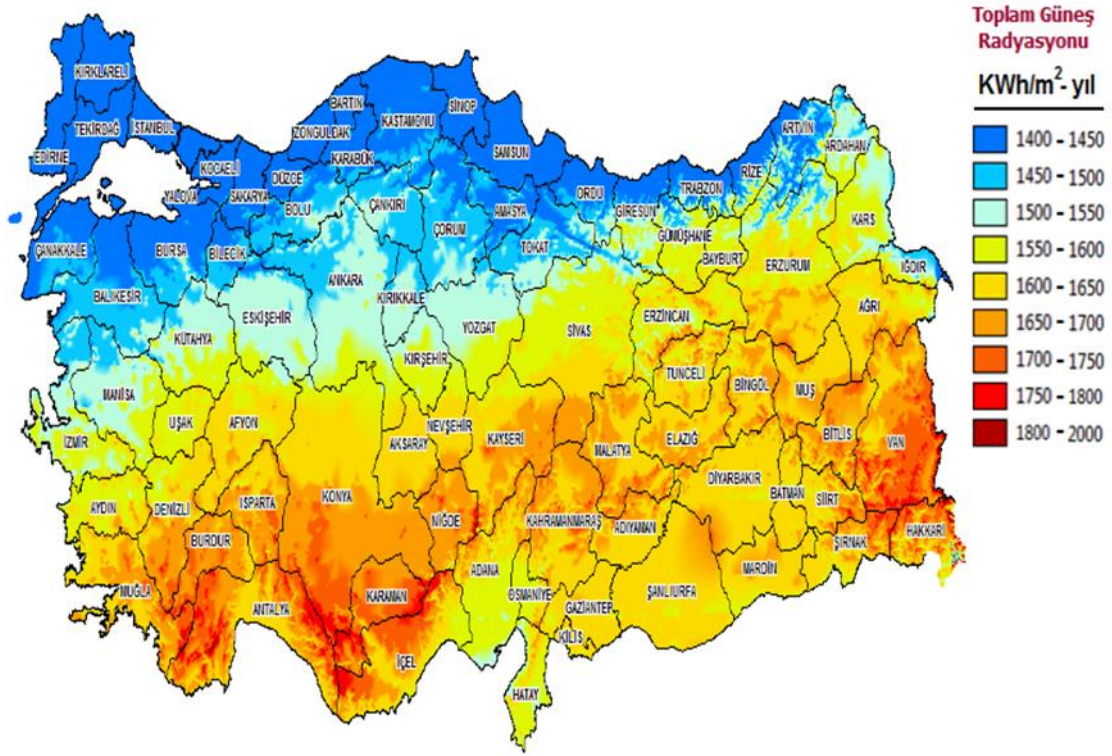 Toplam Güneş
Radyasyonu
KWh/m²- yıl
1400 - 1450
1450 - 1500
1500 - 1550
1550 - 1600
1600 - 1650
1650 - 1700
1700 - 1750
1750 - 1800
1800 - 2000
KIRKLARELİ
TEKİRDAĞ
İSTANBUL
EDİRNE
KOCAELİ
YALOVA
SAKARYA
DÜZCE
ZONGULDAK
BARTIN
KARABÜK
KASTAMONU
SİNOP
SAMSUN
ORDU
GİRESUN
TRABZON
RİZE
ARTVİN
ARDAHAN
BOLU
ÇANKIRI
ÇORUM
AMASYA
TOKAT
GÜMÜŞHANE
BAYBURT
ERZURUM
KARS
IĞDIR
ÇANAKKALE
BURSA
BİLECİK
BALIKESİR
ESKİŞEHİR
ANKARA
KIRIKKALE
YOZGAT
SİVAS
ERZİNCAN
AĞRI
KÜTAHYA
KIRŞEHİR
TUNCELİ
BİNGÖL
MUŞ
MANİSA
UŞAK
AFYON
AKSARAY
NEVŞEHİR
KAYSERİ
MALATYA
ELAZIĞ
BİTLİS
VAN
İZMİR
DİYARBAKIR
BATMAN
SİİRT
AYDIN
DENİZLİ
ISPARTA
KONYA
NİĞDE
KAHRAMANMARAŞ
ADIYAMAN
ŞIRNAK
HAKKARİ
BURDUR
MUĞLA
ANTALYA
KARAMAN
ADANA
OSMANİYE
GAZİANTEP
ŞANLIURFA
MARDİN
KİLİS
İÇEL
HATAY